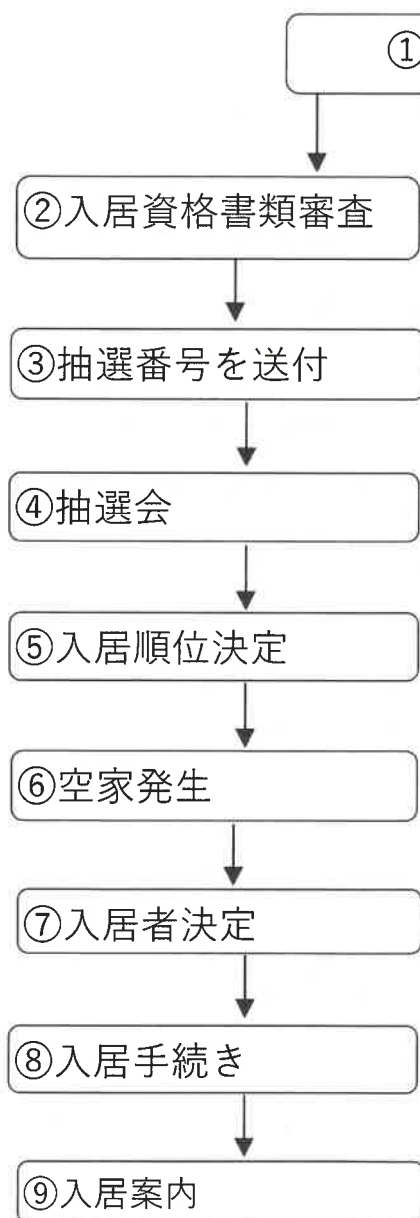 ①
②入居資格書類審査
③抽選番号を送付
④抽選会
⑤入居順位決定
⑥空家発生
⑦入居者決定
⑧入居手続き
⑨入居案内